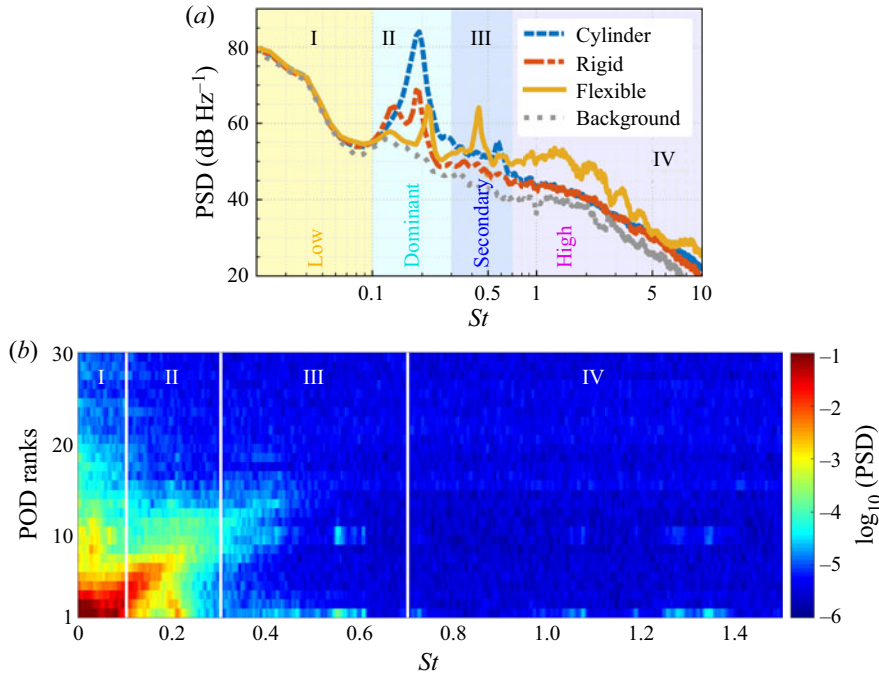 (a)
I
II
III
IV
Cylinder
Rigid
Flexible
Background
80
60
40
20
PSD (dB Hz⁻¹)
Low
Dominant
Secondary
High
0.1
0.5
1
5
10
St
(b)
I
II
III
IV
30
20
10
1
POD ranks
0
0.2
0.4
0.6
0.8
1.0
1.2
1.4
St
–1
–2
–3
–4
–5
–6
log₁₀ (PSD)